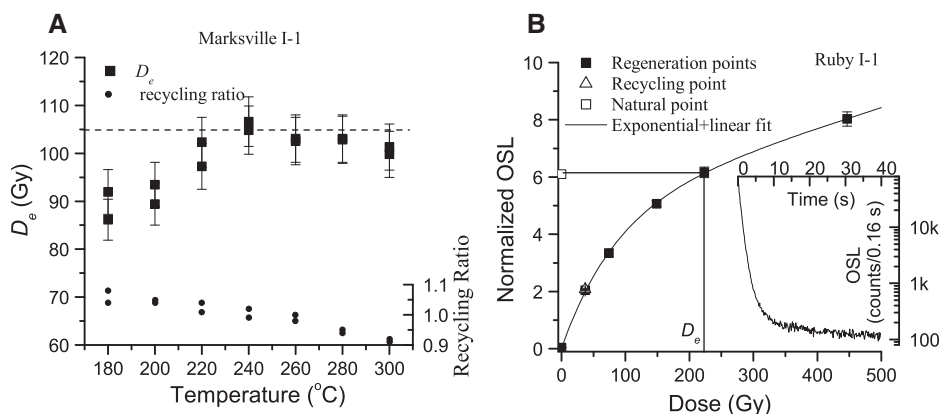 A
Marksville I-1
120
110
100
90
80
70
60
De (Gy)
De
recycling ratio
1.1
1.0
0.9
Recycling Ratio
180 200 220 240 260 280 300
Temperature (°C)
B
Ruby I-1
10
8
6
4
2
0
Normalized OSL
Regeneration points
Recycling point
Natural point
Exponential+linear fit
0 10 20 30 40
Time (s)
10k
1k
100
OSL
(counts/0.16 s)
De
0 100 200 300 400 500
Dose (Gy)